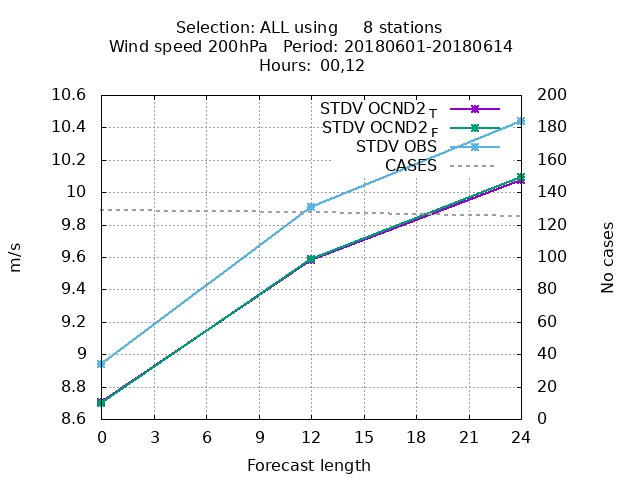 Selection: ALL using     8 stations
Wind speed 200hPa   Period: 20180601-20180614
Hours:  00,12
10.6
10.4
10.2
10
9.8
9.6
9.4
9.2
9
8.8
8.6
m/s
STDV OCND2 T
STDV OCND2 F
STDV OBS
CASES
200
180
160
140
120
100
80
60
40
20
0
No cases
0 3 6 9 12 15 18 21 24
Forecast length